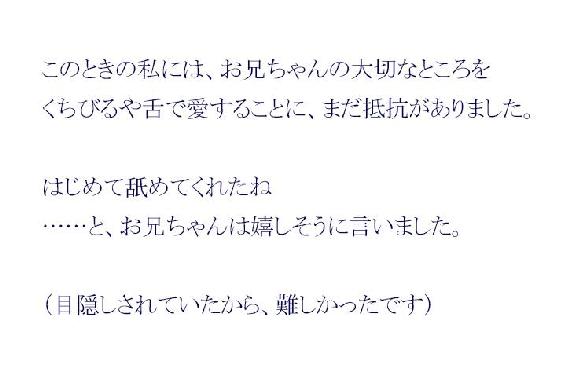 このときの私には、お兄ちゃんの大切なところを
くちびるや舌で愛することに、まだ抵抗がありました。
はじめて舐めてくれたね
……と、お兄ちゃんは嬉しそうに言いました。
（目隠しされていたから、難しかったです）